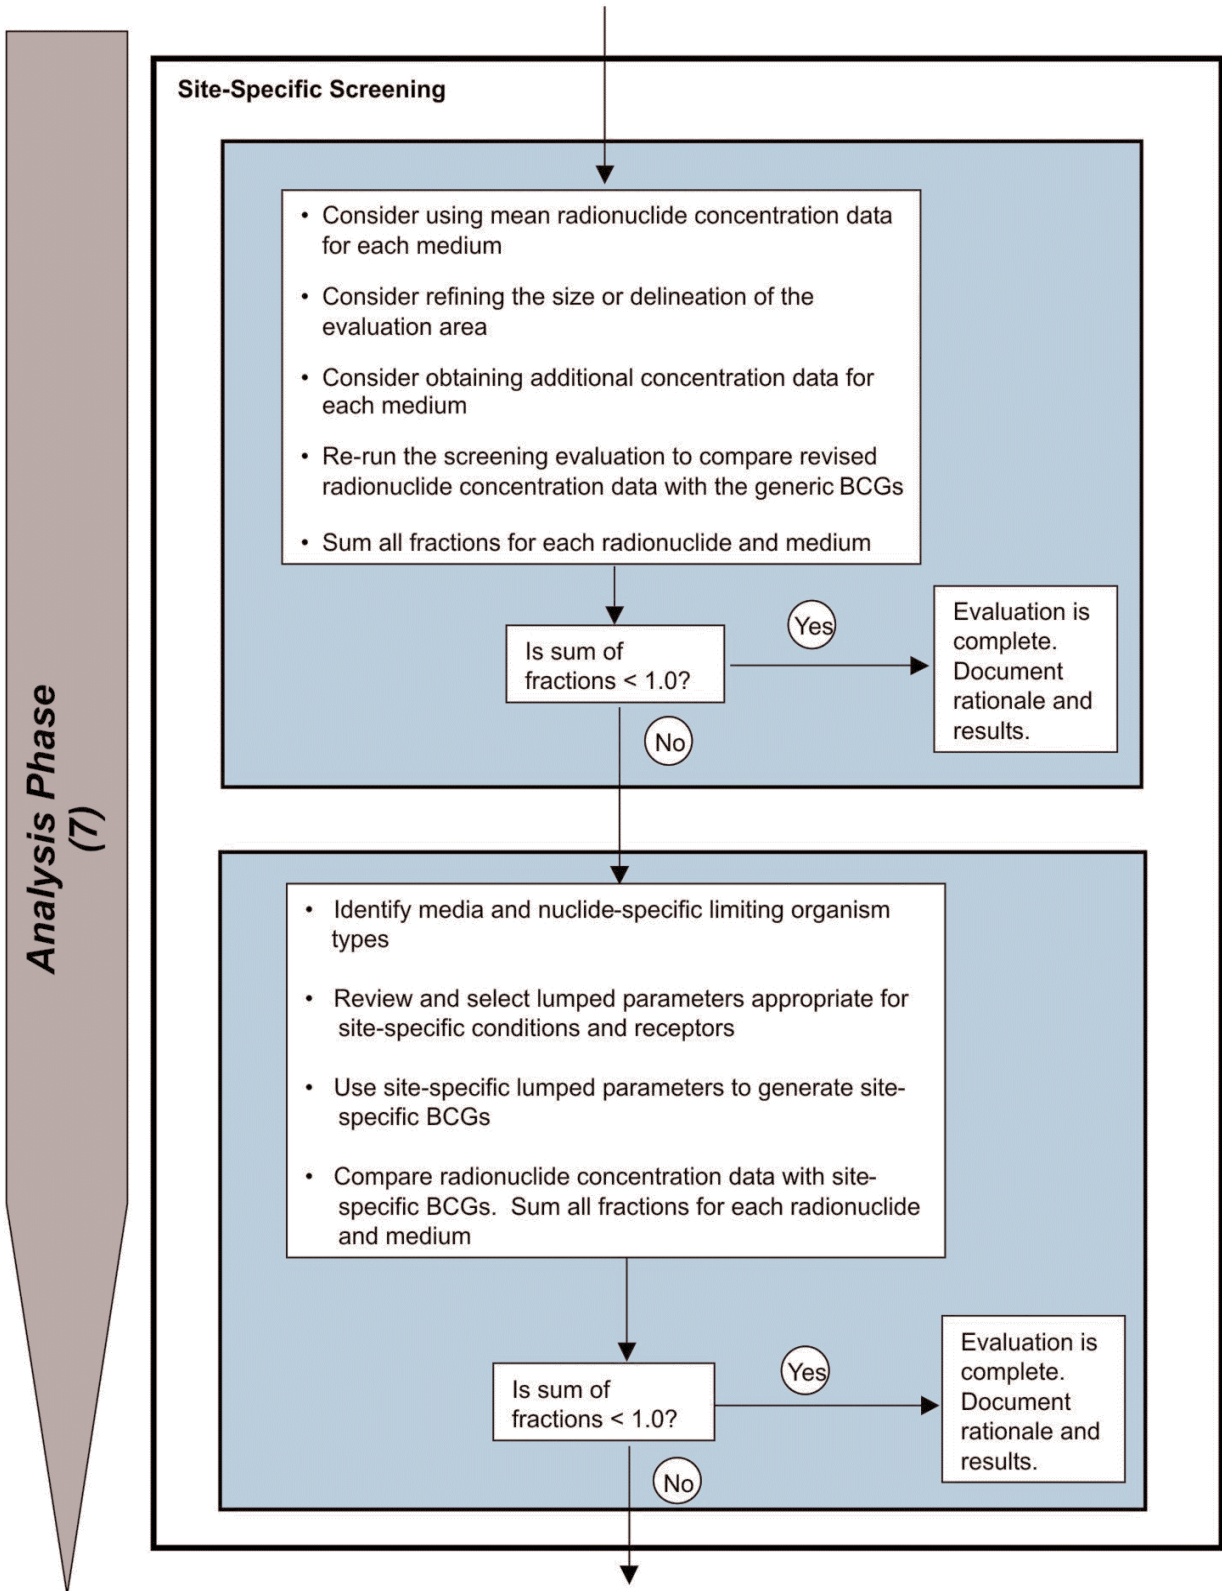 Site-Specific Screening
• Consider using mean radionuclide concentration data
for each medium
• Consider refining the size or delineation of the
evaluation area
• Consider obtaining additional concentration data for
each medium
• Re-run the screening evaluation to compare revised
radionuclide concentration data with the generic BCGs
• Sum all fractions for each radionuclide and medium
Is sum of
fractions < 1.0?
Yes
Evaluation is
complete.
Document
rationale and
results.
No
Analysis Phase
(7)
• Identify media and nuclide-specific limiting organism
types
• Review and select lumped parameters appropriate for
site-specific conditions and receptors
• Use site-specific lumped parameters to generate site-
specific BCGs
• Compare radionuclide concentration data with site-
specific BCGs. Sum all fractions for each radionuclide
and medium
Is sum of
fractions < 1.0?
Yes
Evaluation is
complete.
Document
rationale and
results.
No